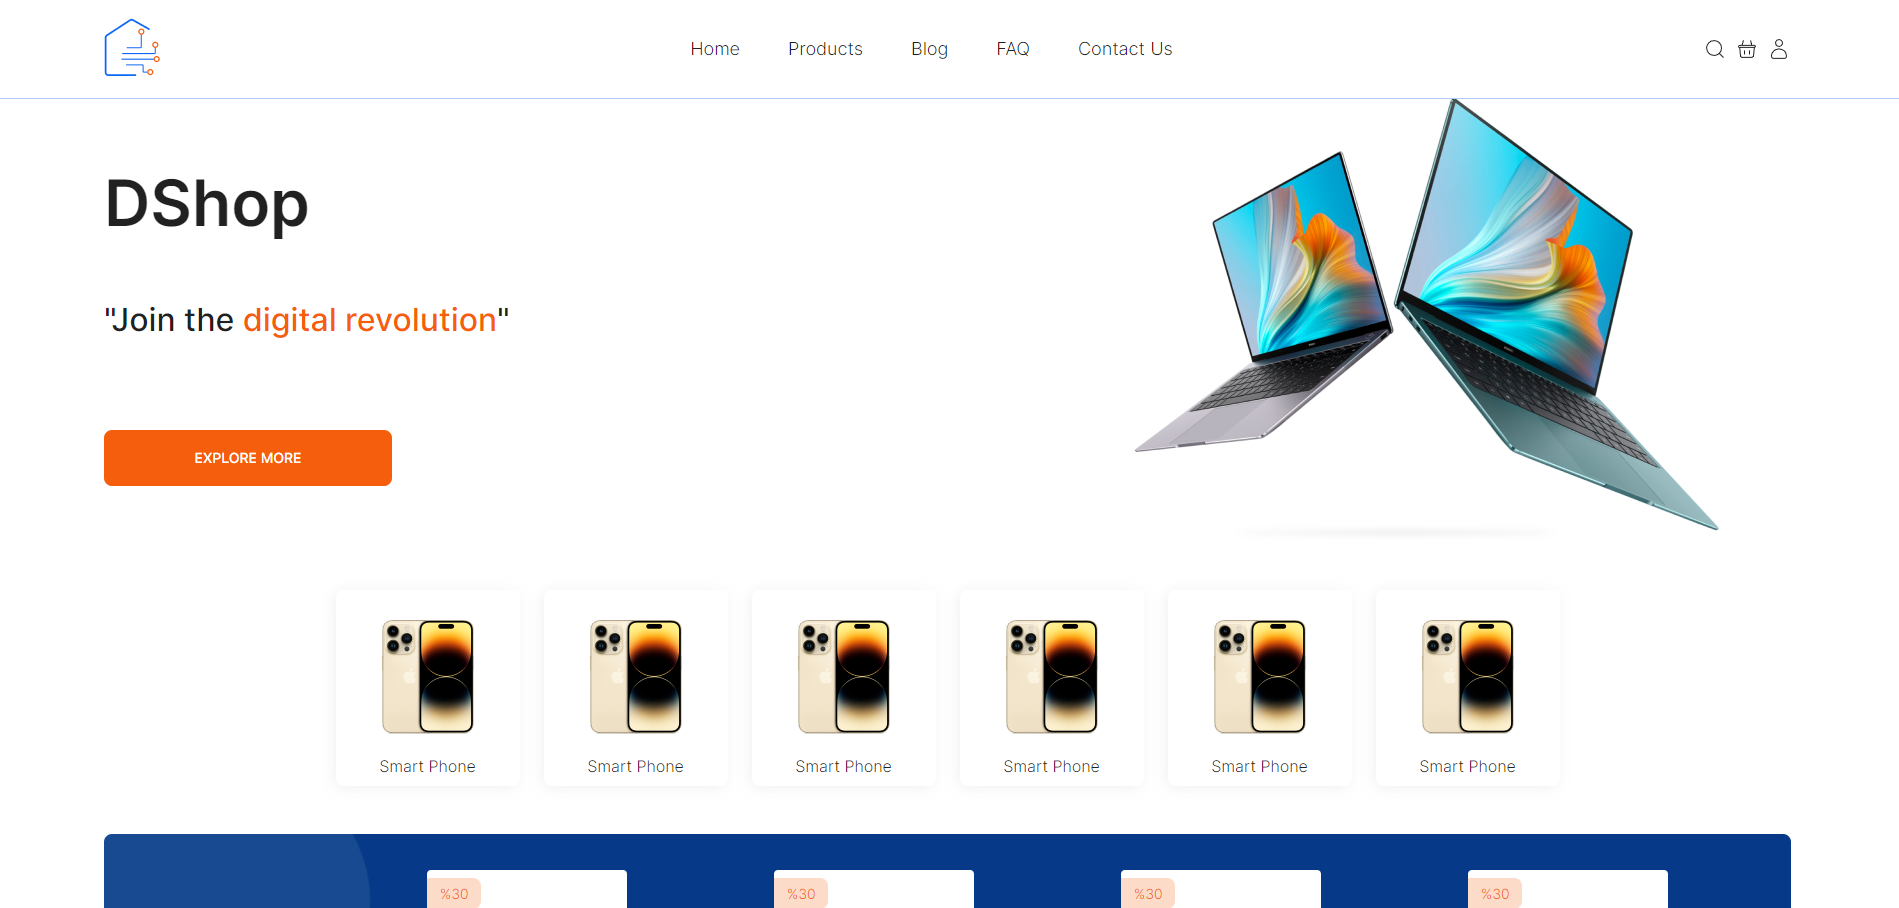 Home Products Blog FAQ Contact Us
DShop
"Join the digital revolution"
EXPLORE MORE
Smart Phone Smart Phone Smart Phone Smart Phone Smart Phone Smart Phone
%30 %30 %30 %30